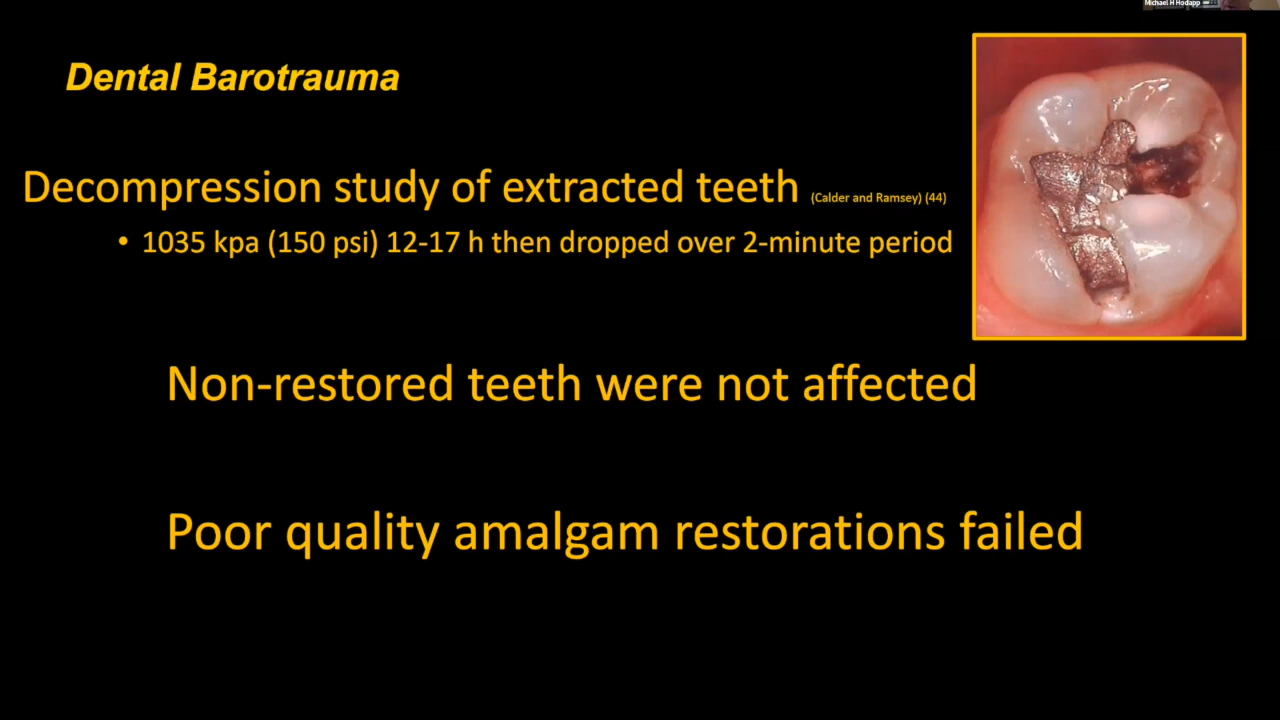 Michael H Hodapp
Dental Barotrauma
Decompression study of extracted teeth (Calder and Ramsey) (44)
• 1035 kpa (150 psi) 12-17 h then dropped over 2-minute period
Non-restored teeth were not affected
Poor quality amalgam restorations failed